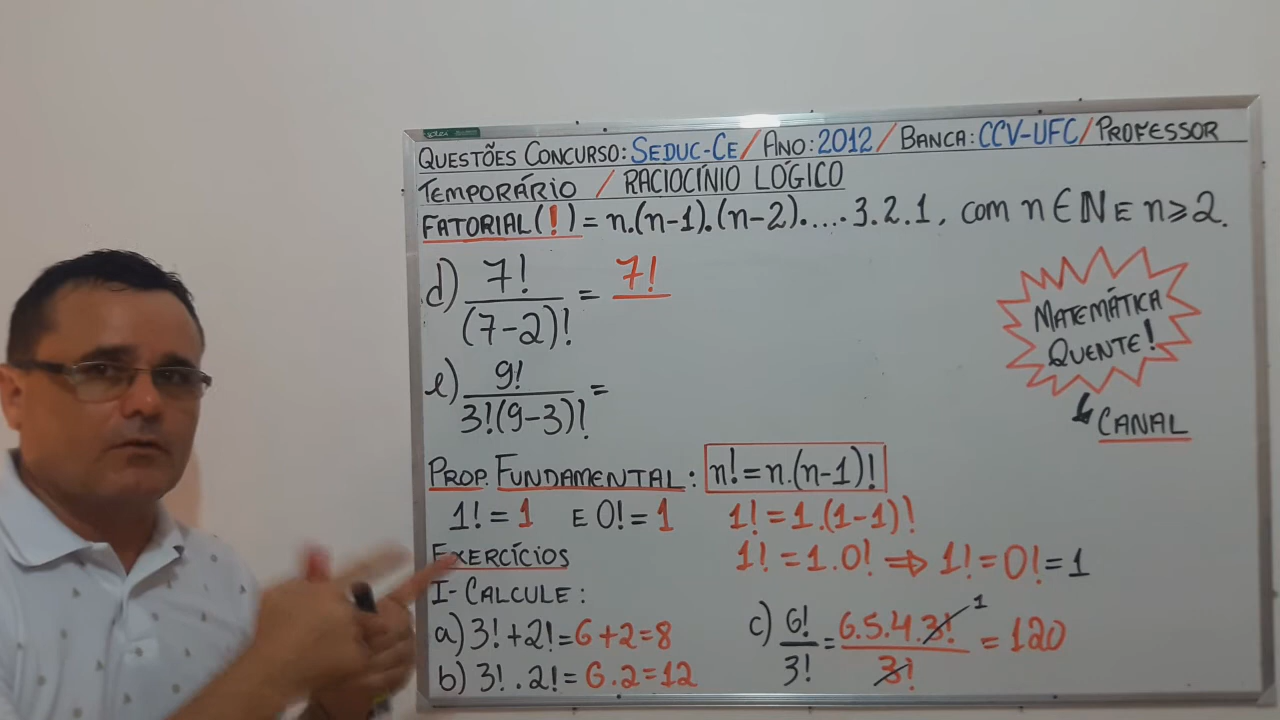 QUESTÕES CONCURSO: SEDUC-CE / ANO: 2012 / BANCA: CCV-UFC / PROFESSOR
TEMPORÁRIO / RACIOCÍNIO LÓGICO
FATORIAL (!) = n.(n-1).(n-2). .... 3.2.1, com n ∈ ℕ E n ⩾ 2.
d) 7! / (7-2)! = 7!
e) 9! / 3!(9-3)! =
MATEMÁTICA
QUENTE!
CANAL
PROP. FUNDAMENTAL: n! = n.(n-1)!
1! = 1 E 0! = 1 1! = 1.(1-1)!
1! = 1.0! ⇒ 1! = 0! = 1
EXERCÍCIOS
I- CALCULE:
a) 3! + 2! = 6 + 2 = 8
b) 3! . 2! = 6 . 2 = 12
c) 6! / 3! = 6.5.4.3! / 3! = 120
1